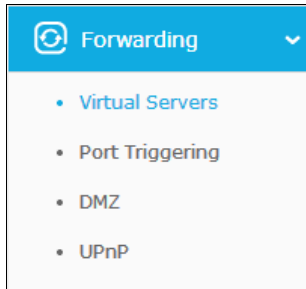 Forwarding
Virtual Servers
Port Triggering
DMZ
UPnP